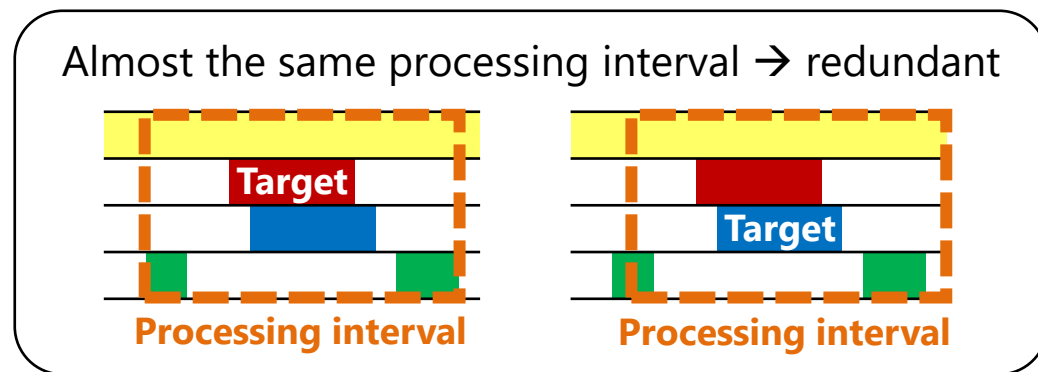 Almost the same processing interval → redundant
Target
Target
Processing interval
Processing interval